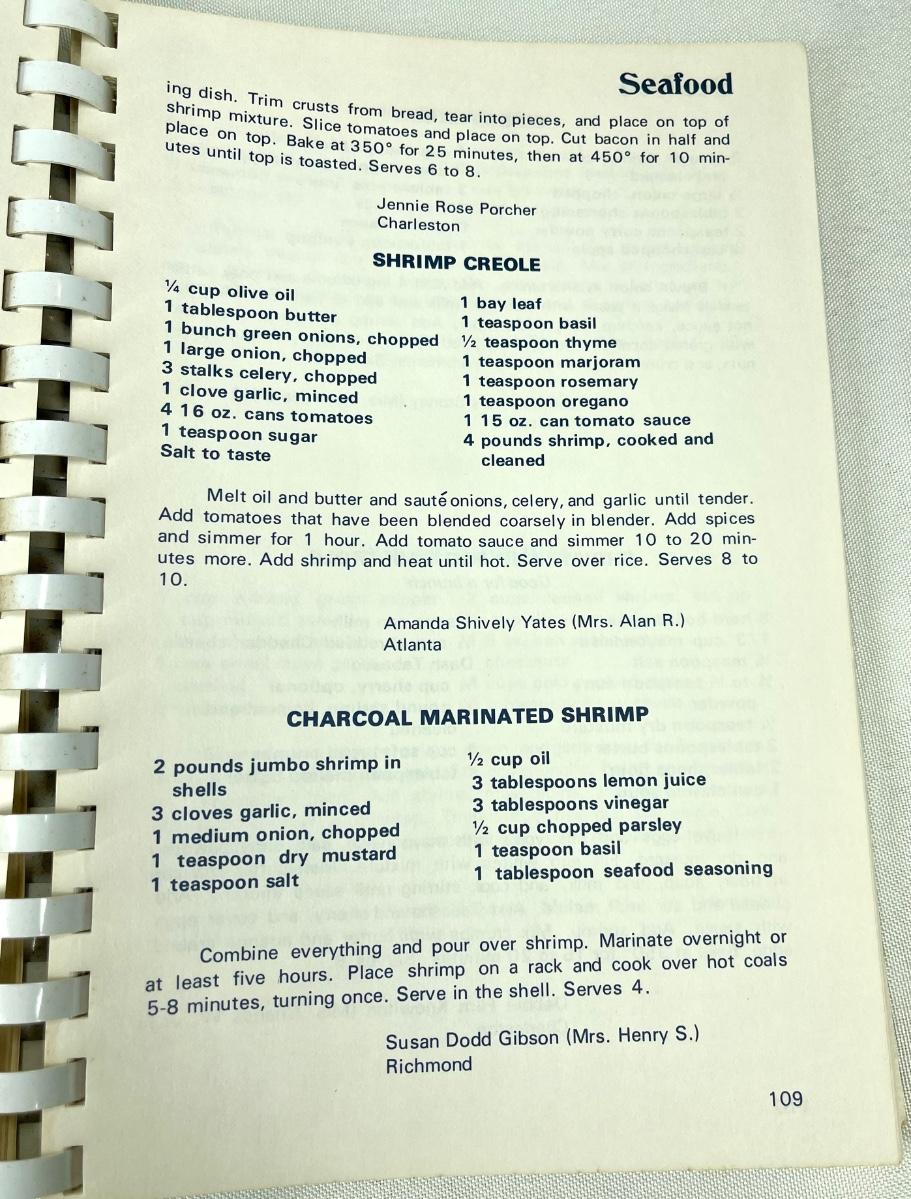 Seafood
ing dish. Trim crusts from bread, tear into pieces, and place on top of
shrimp mixture. Slice tomatoes and place on top. Cut bacon in half and
place on top. Bake at 350° for 25 minutes, then at 450° for 10 min-
utes until top is toasted. Serves 6 to 8.
Jennie Rose Porcher
Charleston
SHRIMP CREOLE
¼ cup olive oil
1 tablespoon butter
1 bunch green onions, chopped
1 large onion, chopped
3 stalks celery, chopped
1 clove garlic, minced
4 16 oz. cans tomatoes
1 teaspoon sugar
Salt to taste
1 bay leaf
1 teaspoon basil
½ teaspoon thyme
1 teaspoon marjoram
1 teaspoon rosemary
1 teaspoon oregano
1 15 oz. can tomato sauce
4 pounds shrimp, cooked and
cleaned
Melt oil and butter and sauté onions, celery, and garlic until tender.
Add tomatoes that have been blended coarsely in blender. Add spices
and simmer for 1 hour. Add tomato sauce and simmer 10 to 20 min-
utes more. Add shrimp and heat until hot. Serve over rice. Serves 8 to
10.
Amanda Shively Yates (Mrs. Alan R.)
Atlanta
CHARCOAL MARINATED SHRIMP
2 pounds jumbo shrimp in
shells
3 cloves garlic, minced
1 medium onion, chopped
1 teaspoon dry mustard
1 teaspoon salt
½ cup oil
3 tablespoons lemon juice
3 tablespoons vinegar
½ cup chopped parsley
1 teaspoon basil
1 tablespoon seafood seasoning
Combine everything and pour over shrimp. Marinate overnight or
at least five hours. Place shrimp on a rack and cook over hot coals
5-8 minutes, turning once. Serve in the shell. Serves 4.
Susan Dodd Gibson (Mrs. Henry S.)
Richmond
109